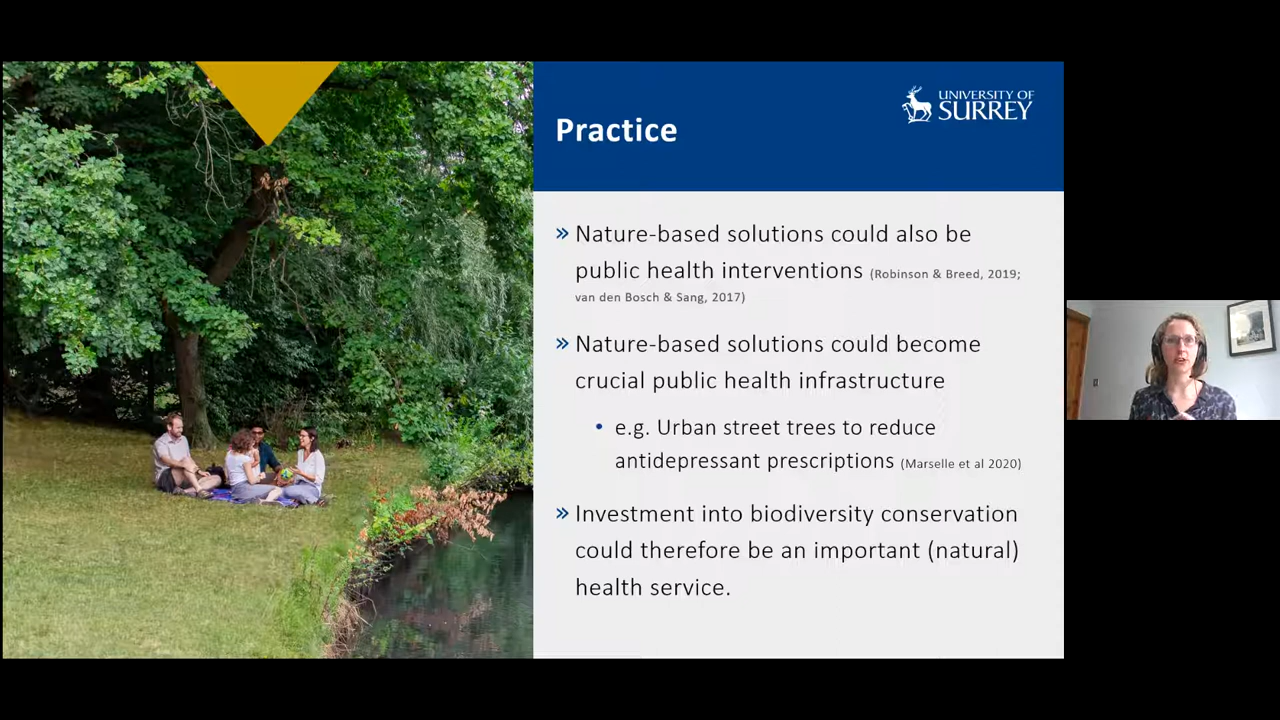 Practice
UNIVERSITY OF
SURREY
» Nature-based solutions could also be
public health interventions (Robinson & Breed, 2019;
van den Bosch & Sang, 2017)
» Nature-based solutions could become
crucial public health infrastructure
• e.g. Urban street trees to reduce
antidepressant prescriptions (Marselle et al 2020)
» Investment into biodiversity conservation
could therefore be an important (natural)
health service.